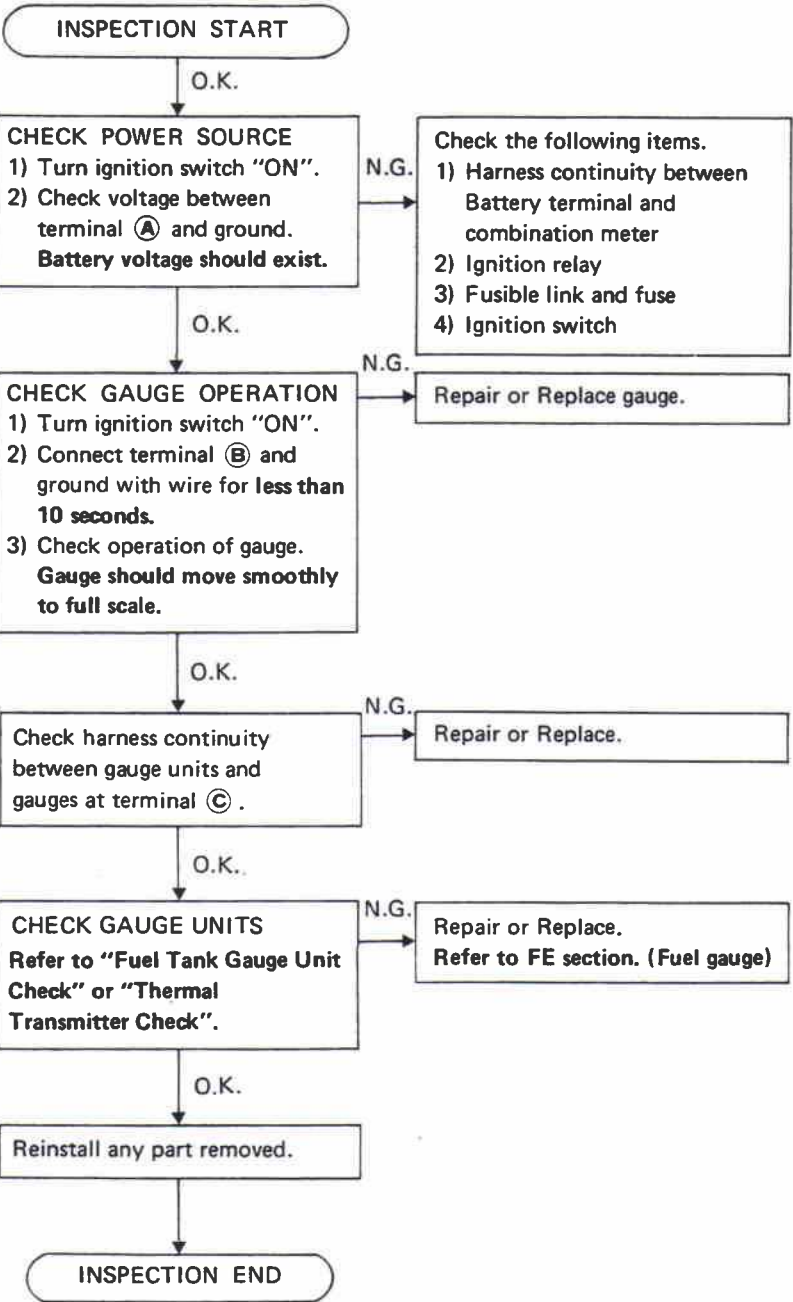 INSPECTION START
O.K.
CHECK POWER SOURCE
1) Turn ignition switch "ON".
2) Check voltage between
terminal Ⓐ and ground.
Battery voltage should exist.
N.G.
Check the following items.
1) Harness continuity between
Battery terminal and
combination meter
2) Ignition relay
3) Fusible link and fuse
4) Ignition switch
O.K.
CHECK GAUGE OPERATION
1) Turn ignition switch "ON".
2) Connect terminal Ⓑ and
ground with wire for less than
10 seconds.
3) Check operation of gauge.
Gauge should move smoothly
to full scale.
N.G.
Repair or Replace gauge.
O.K.
Check harness continuity
between gauge units and
gauges at terminal Ⓒ .
N.G.
Repair or Replace.
O.K.
CHECK GAUGE UNITS
Refer to "Fuel Tank Gauge Unit
Check" or "Thermal
Transmitter Check".
N.G.
Repair or Replace.
Refer to FE section. (Fuel gauge)
O.K.
Reinstall any part removed.
INSPECTION END